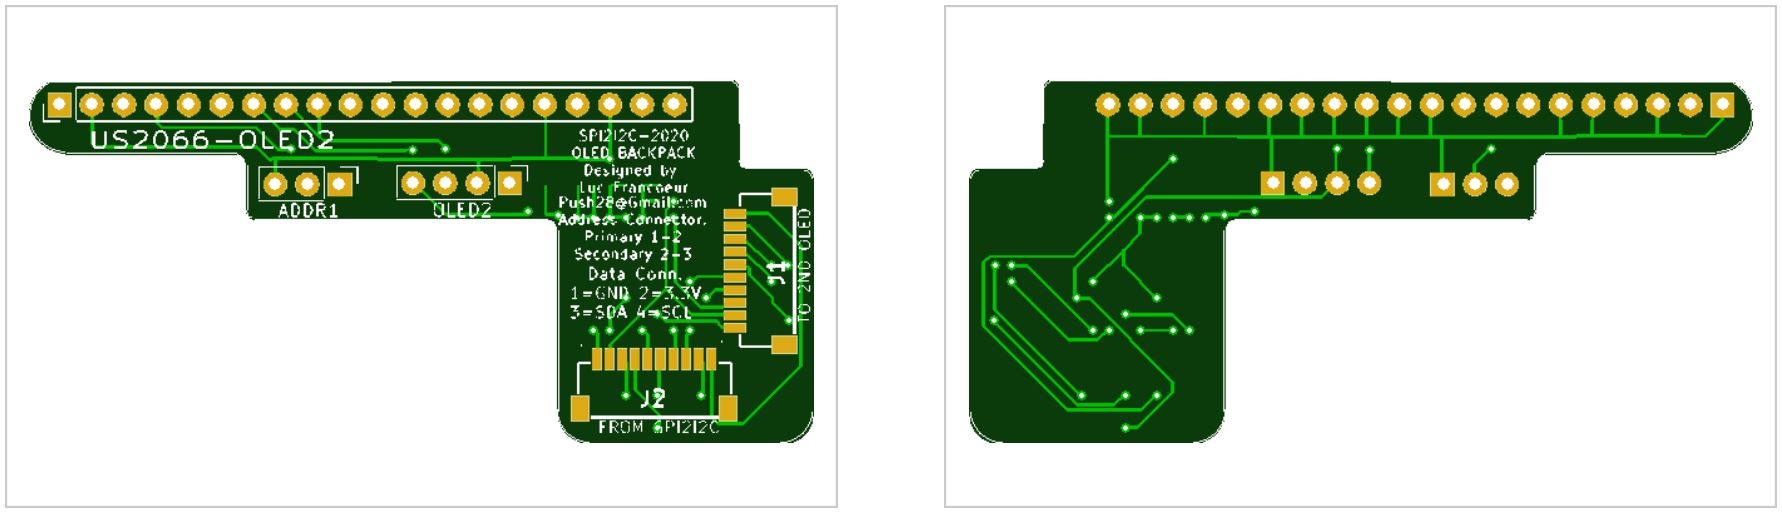 US2066-OLED2
SPI2I2C-2020
OLED BACKPACK
Designed by
Luc Francoeur
Push28@Gmail.com
Address Connector.
Primary 1-2
Secondary 2-3
Data Conn.
1=GND 2=3.3V
3=SDA 4=SCL
ADDR1
OLED2
J1
TO 2ND OLED
J2
FROM SPI2I2C